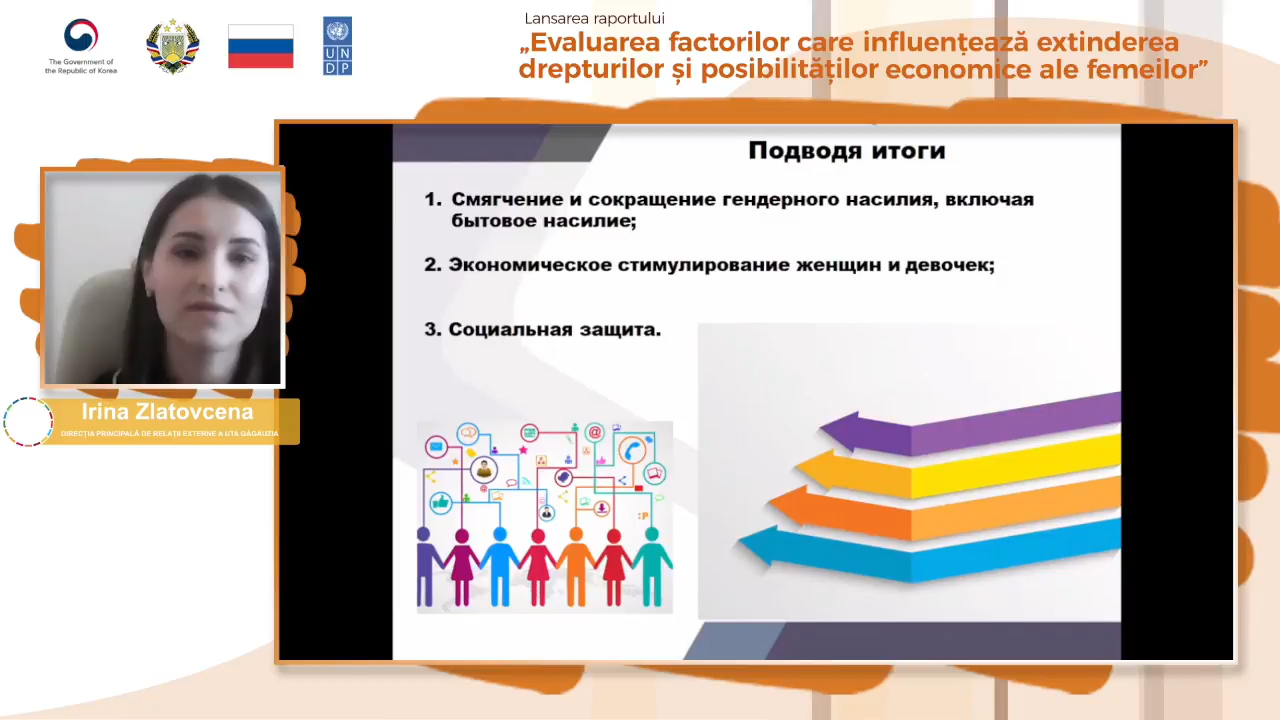 Lansarea raportului
„Evaluarea factorilor care influențează extinderea
drepturilor și posibilităților economice ale femeilor”
The Government of
the Republic of Korea
U N
D P
Подводя итоги
1. Смягчение и сокращение гендерного насилия, включая
бытовое насилие;
2. Экономическое стимулирование женщин и девочек;
3. Социальная защита.
Irina Zlatovcena
DIRECȚIA PRINCIPALĂ DE RELAȚII EXTERNE A UTA GĂGĂUZIA